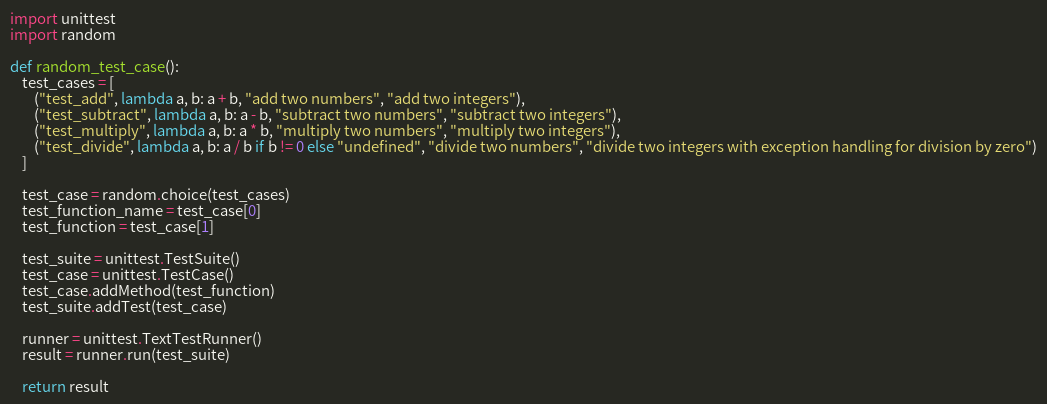 import unittest
import random
def random_test_case():
test_cases = [
("test_add", lambda a, b: a + b, "add two numbers", "add two integers"),
("test_subtract", lambda a, b: a - b, "subtract two numbers", "subtract two integers"),
("test_multiply", lambda a, b: a * b, "multiply two numbers", "multiply two integers"),
("test_divide", lambda a, b: a / b if b != 0 else "undefined", "divide two numbers", "divide two integers with exception handling for division by zero")
]
test_case = random.choice(test_cases)
test_function_name = test_case[0]
test_function = test_case[1]
test_suite = unittest.TestSuite()
test_case = unittest.TestCase()
test_case.addMethod(test_function)
test_suite.addTest(test_case)
runner = unittest.TextTestRunner()
result = runner.run(test_suite)
return result